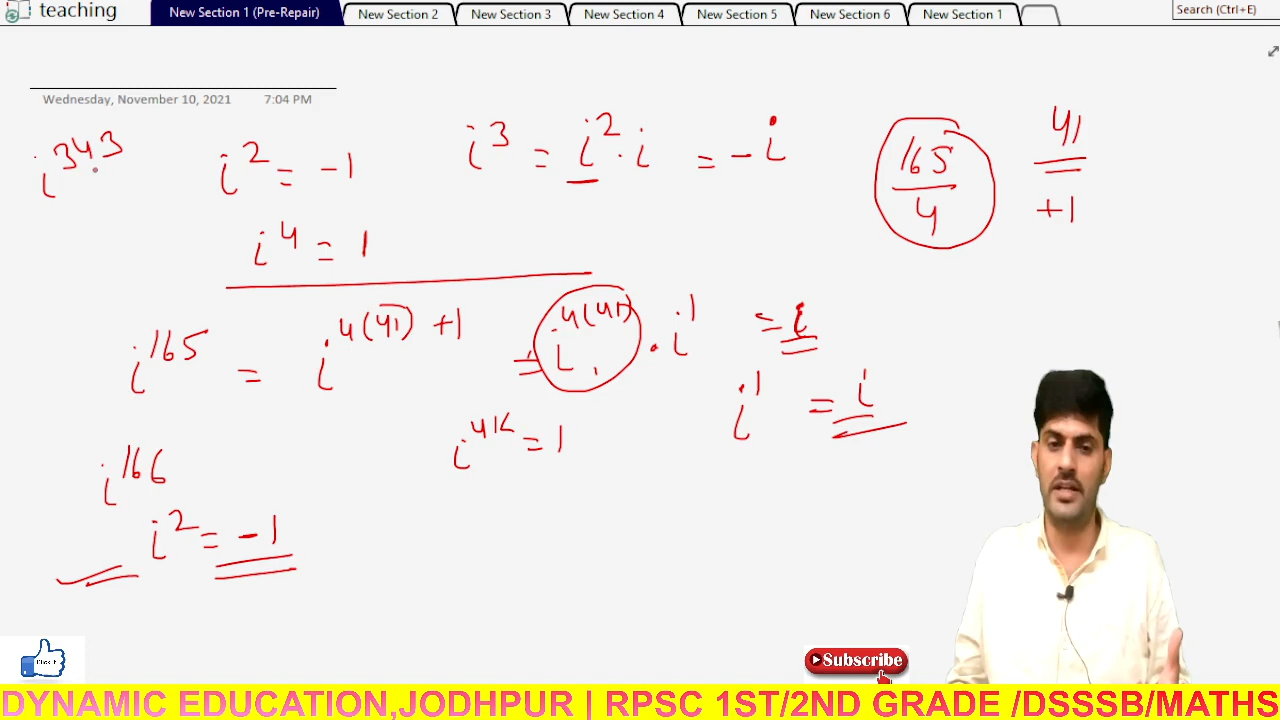 teaching
New Section 1 (Pre-Repair)
New Section 2
New Section 3
New Section 4
New Section 5
New Section 6
New Section 1
Search (Ctrl+E)
Wednesday, November 10, 2021 7:04 PM
i^343
i^2 = -1
i^4 = 1
i^3 = i^2 · i = -i
165/4
41
+1
i^165 = i^4(41) +1 = i^4(41) · i^1 = i
i^1 = i
i^4k = 1
i^166
i^2 = -1
Subscribe
DYNAMIC EDUCATION,JODHPUR | RPSC 1ST/2ND GRADE /DSSSB/MATHS